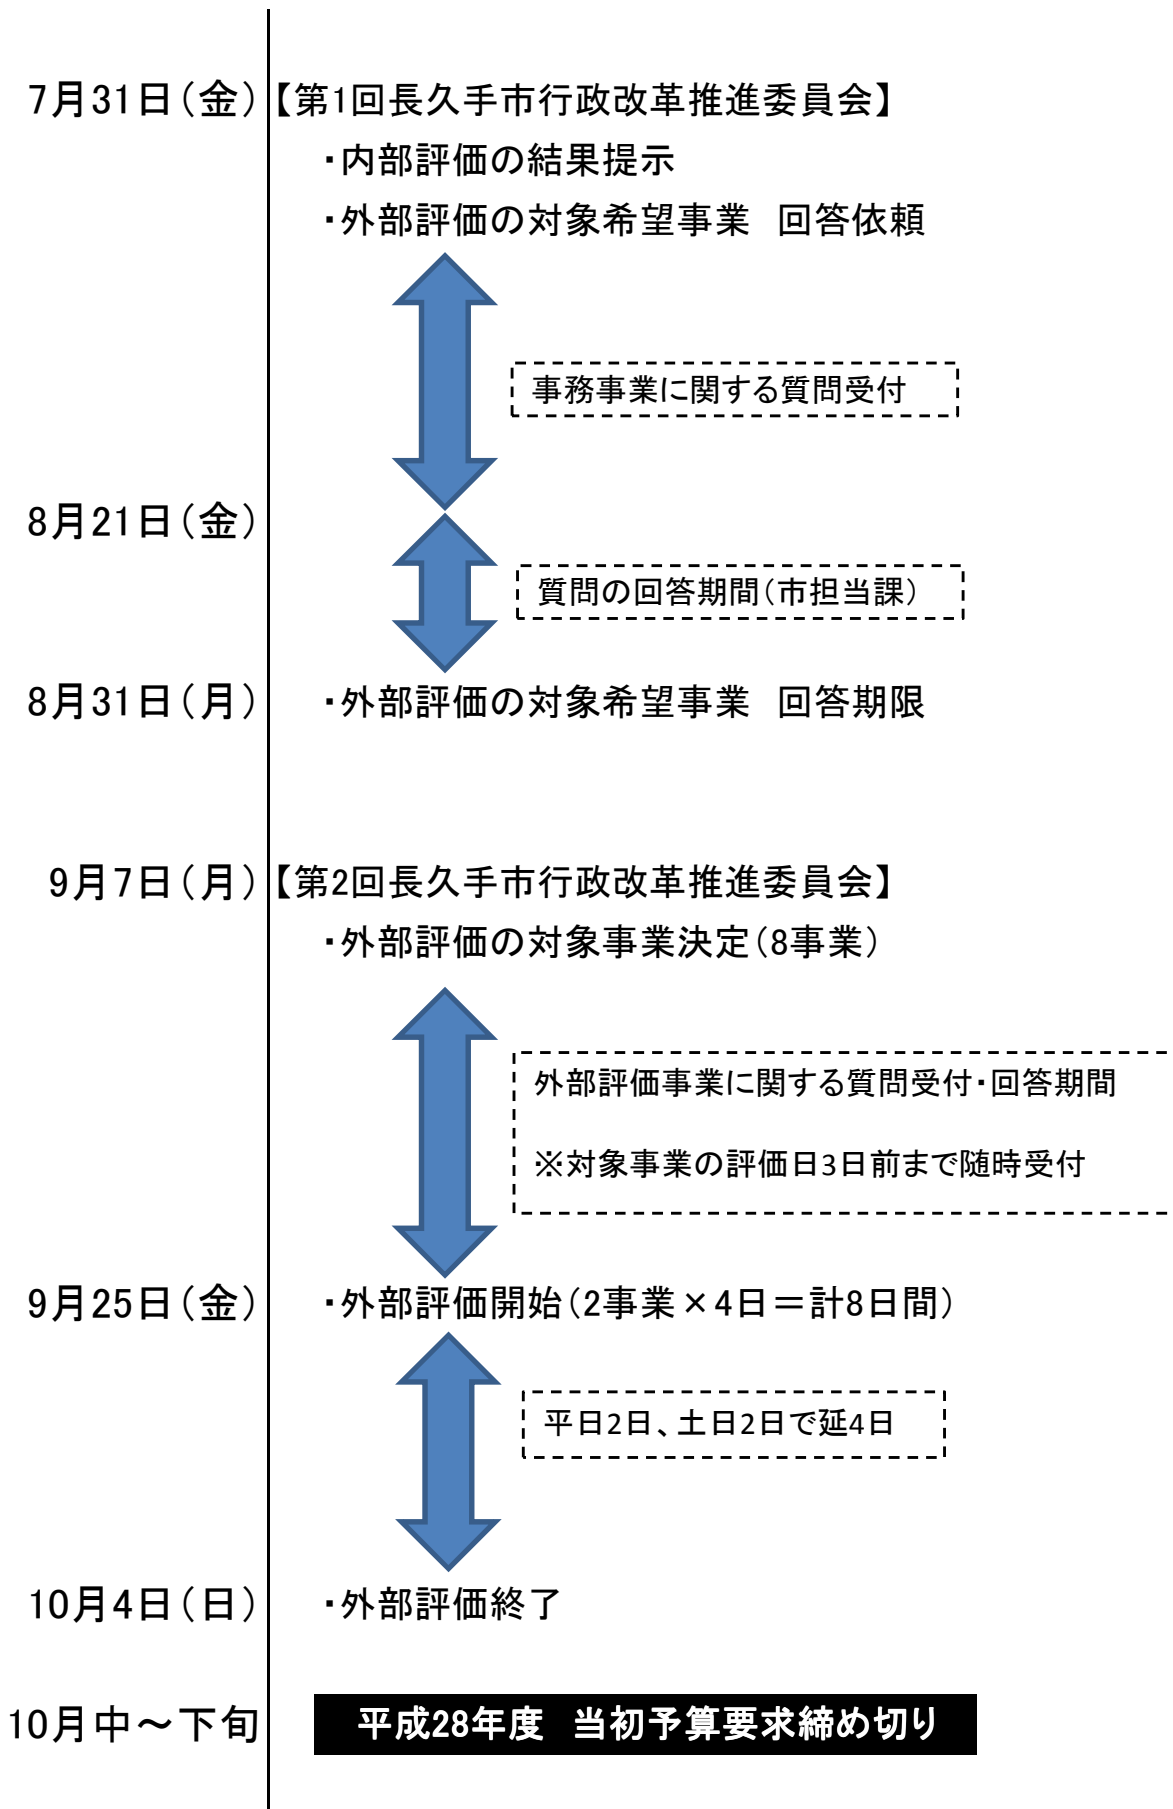 7月31日（金）【第1回長久手市行政改革推進委員会】
・内部評価の結果提示
・外部評価の対象希望事業　回答依頼
事務事業に関する質問受付
8月21日（金）
質問の回答期間（市担当課）
8月31日（月）　・外部評価の対象希望事業　回答期限
9月7日（月）【第2回長久手市行政改革推進委員会】
・外部評価の対象事業決定（8事業）
外部評価事業に関する質問受付・回答期間
※対象事業の評価日3日前まで随時受付
9月25日（金）　・外部評価開始（2事業×4日＝計8日間）
平日2日、土日2日で延4日
10月4日（日）　・外部評価終了
10月中～下旬　平成28年度　当初予算要求締め切り